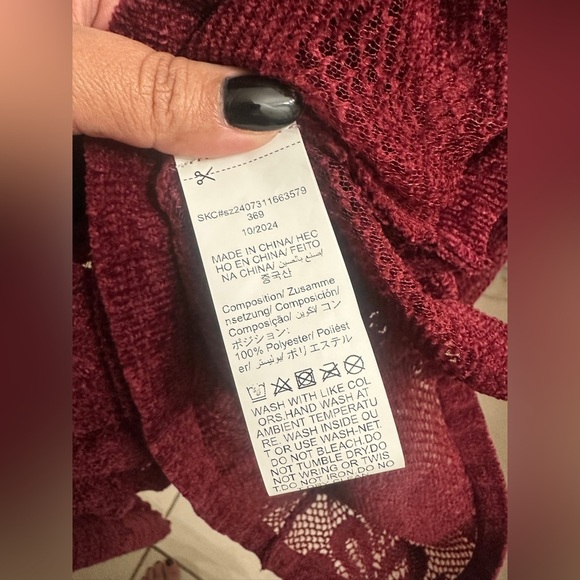 SKC#sz2407311663579
369
10/2024
MADE IN CHINA/ HEC
HO EN CHINA/ FEITO
NA CHINA/ إصنع بالصين
중국산
Composition/ Zusamme
nsetzung/ Composición/
Composição/ تكوين/ コン
ポジション:
100% Polyester/ Poliést
er/ بوليستر/ ポリエステル
WASH WITH LIKE COL
ORS.HAND WASH AT
AMBIENT TEMPERATU
RE. WASH INSIDE OU
T OR USE WASH-NET.
DO NOT BLEACH.DO
NOT TUMBLE DRY.DO
NOT WRING OR TWIS
T.DO NOT IRON.DO NO